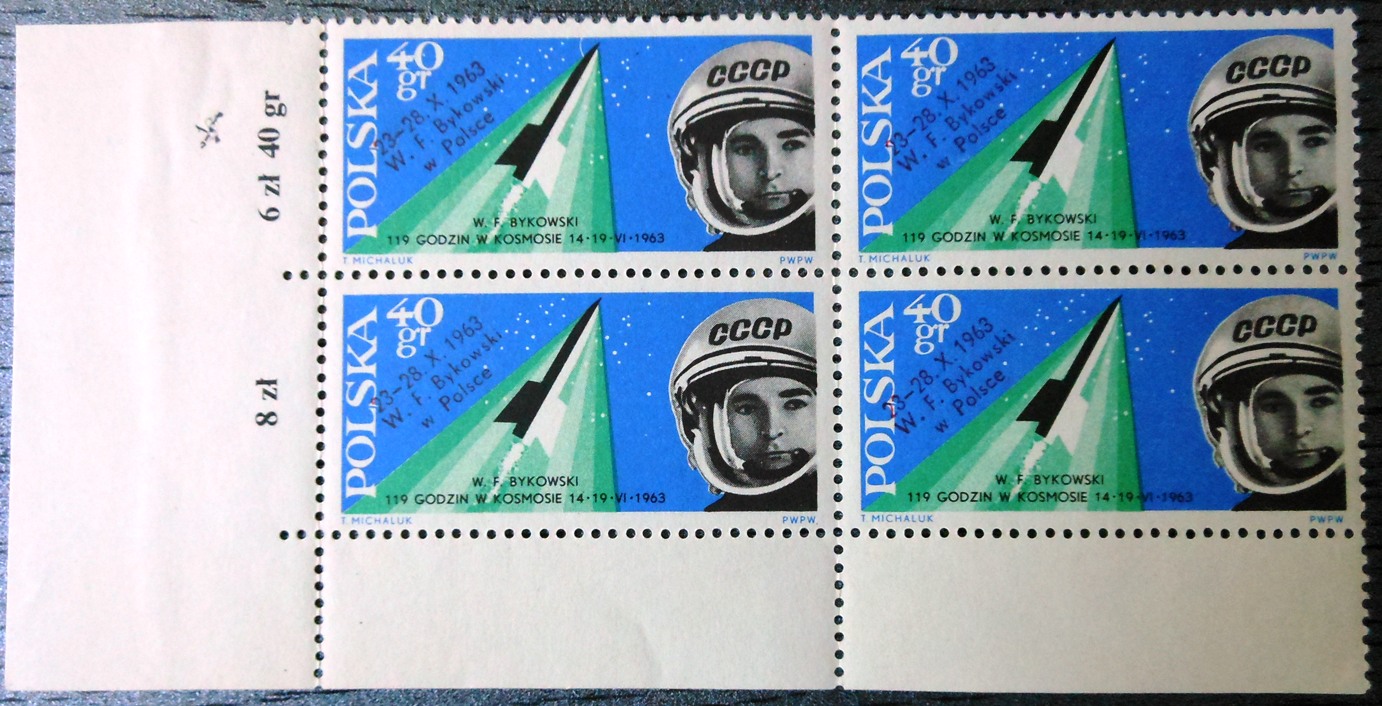 6 zł 40 gr
8 zł
POLSKA
40
gr
23–28. X. 1963
W. F. Bykowski
w Polsce
CCCP
W. F. BYKOWSKI
119 GODZIN W KOSMOSIE 14·19·VI·1963
T. MICHALUK
PWPW
POLSKA
40
gr
23–28. X. 1963
W. F. Bykowski
w Polsce
CCCP
W. F. BYKOWSKI
119 GODZIN W KOSMOSIE 14·19·VI·1963
T. MICHALUK
PWPW
POLSKA
40
gr
23–28. X. 1963
W. F. Bykowski
w Polsce
CCCP
W. F. BYKOWSKI
119 GODZIN W KOSMOSIE 14·19·VI·1963
T. MICHALUK
PWPW
POLSKA
40
gr
23–28. X. 1963
W. F. Bykowski
w Polsce
CCCP
W. F. BYKOWSKI
119 GODZIN W KOSMOSIE 14·19·VI·1963
T. MICHALUK
PWPW